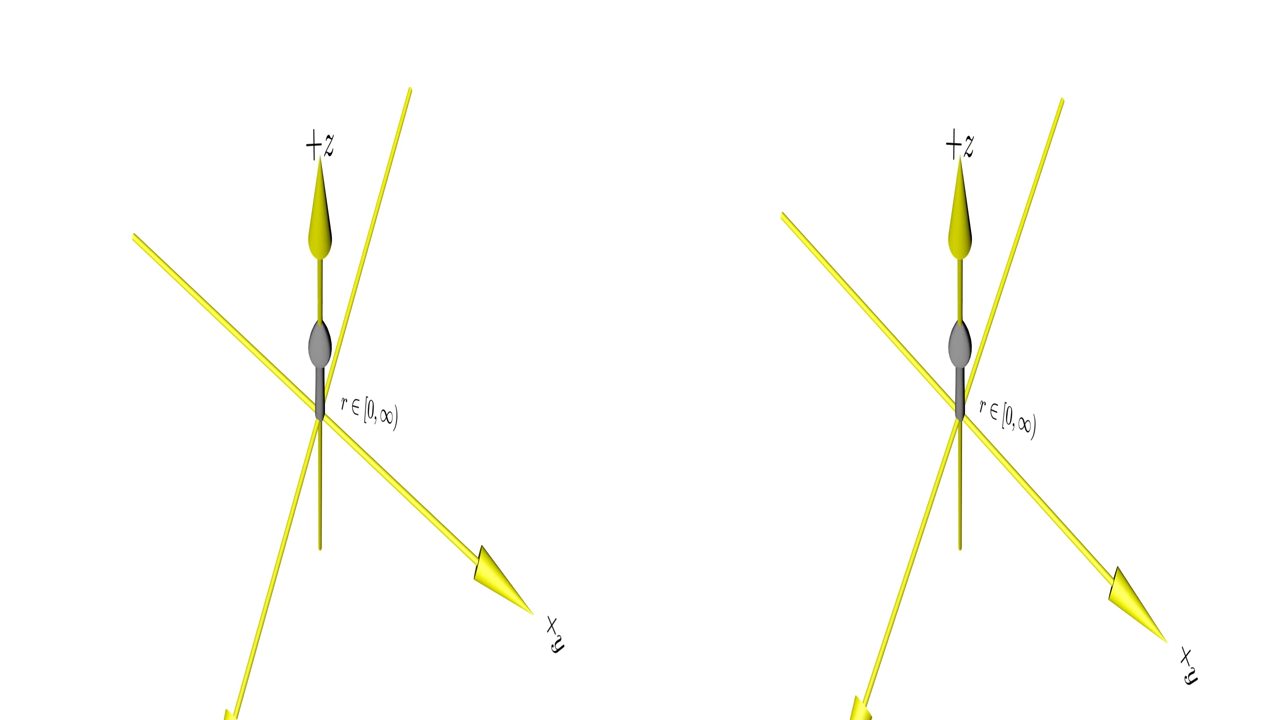 +z
r ∈ [0, ∞)
+y
+z
r ∈ [0, ∞)
+y